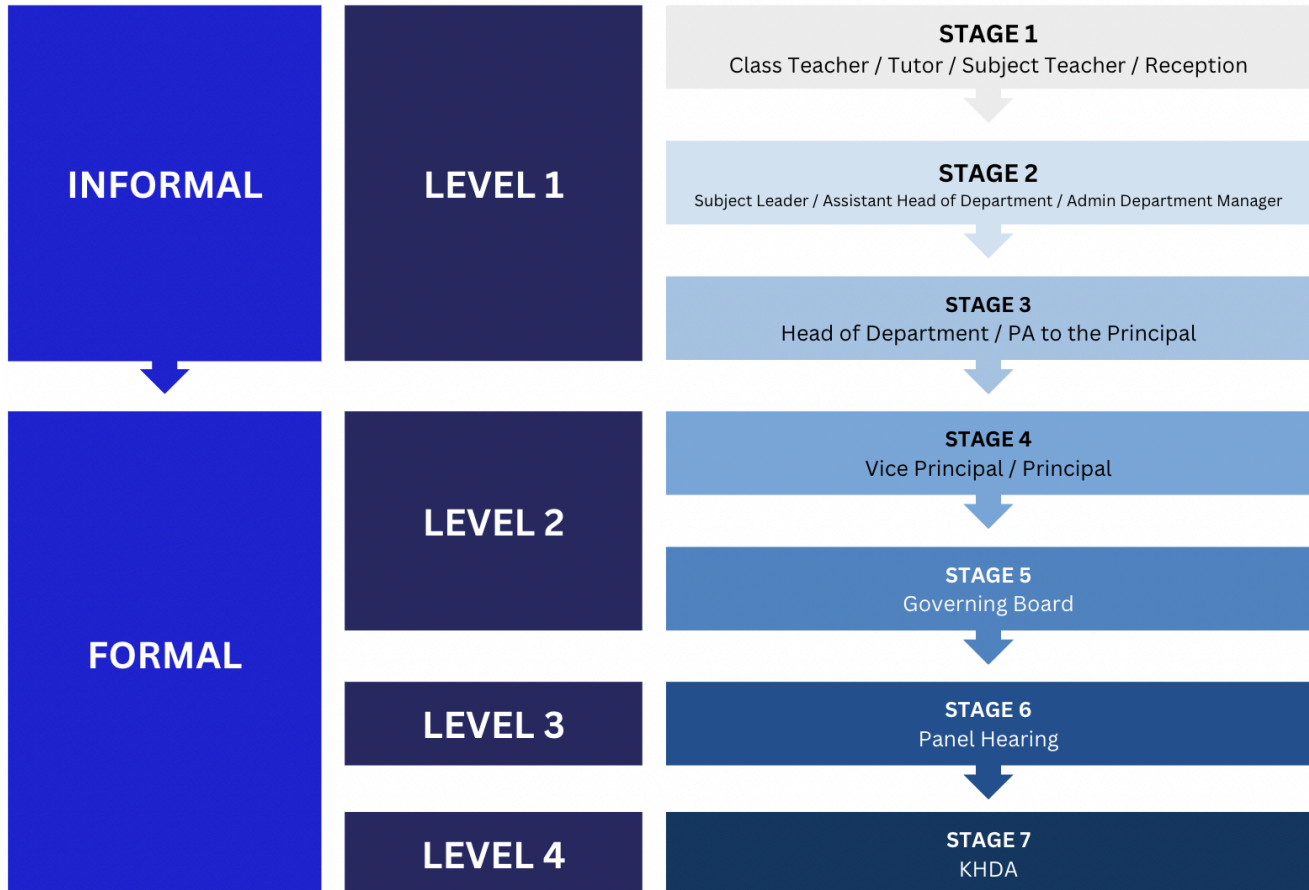 INFORMAL
LEVEL 1
STAGE 1
Class Teacher / Tutor / Subject Teacher / Reception
STAGE 2
Subject Leader / Assistant Head of Department / Admin Department Manager
STAGE 3
Head of Department / PA to the Principal
FORMAL
LEVEL 2
STAGE 4
Vice Principal / Principal
STAGE 5
Governing Board
LEVEL 3
STAGE 6
Panel Hearing
LEVEL 4
STAGE 7
KHDA